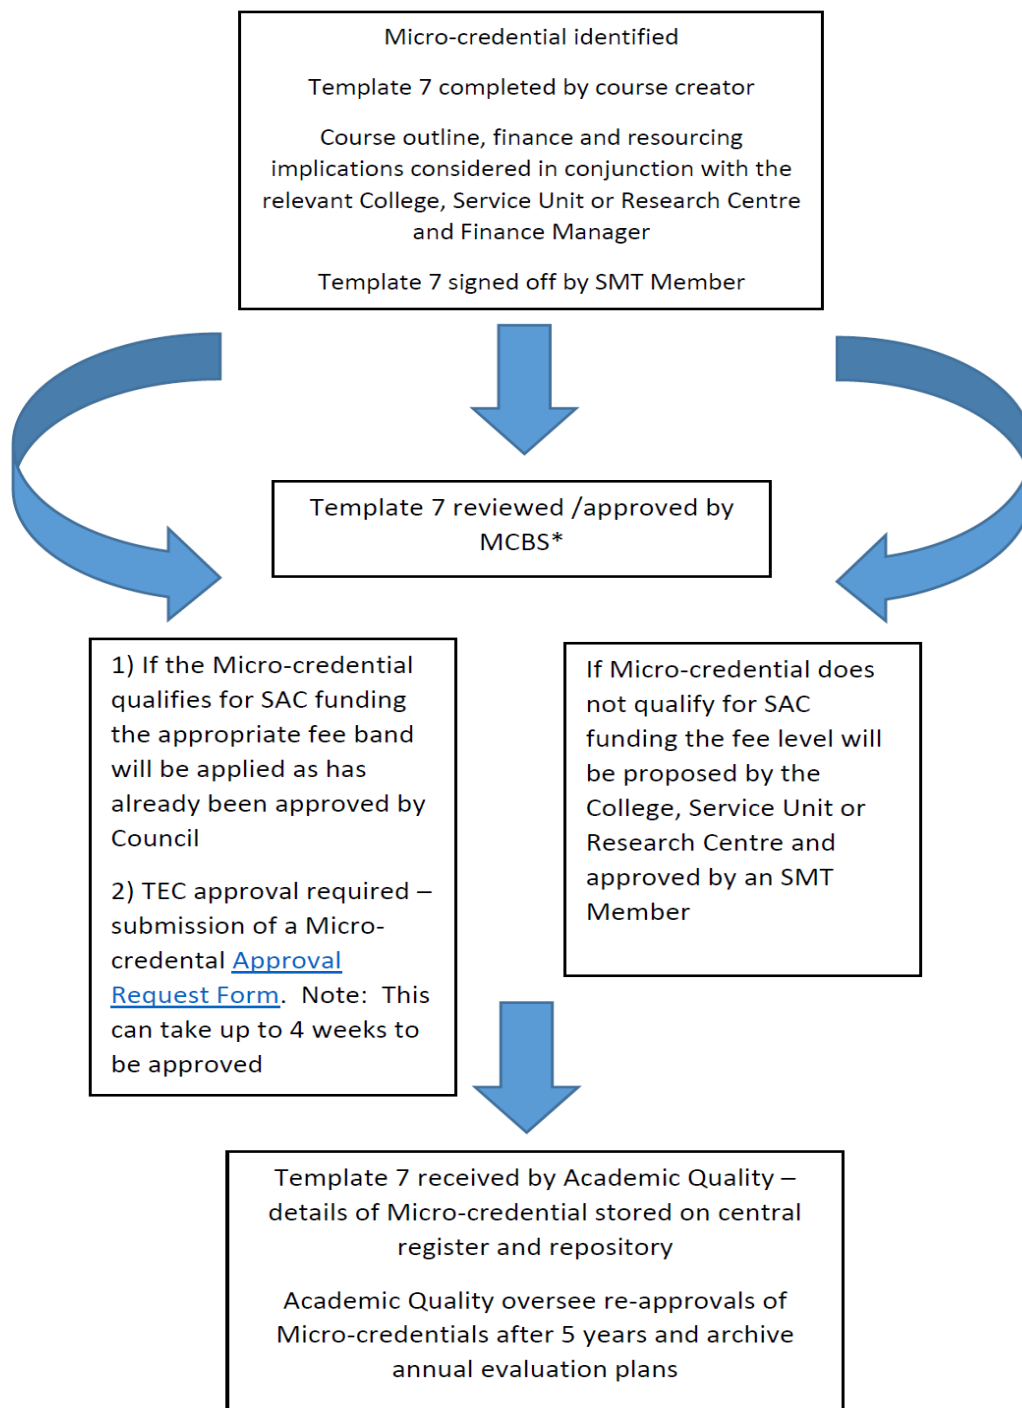 Micro-credential identified
Template 7 completed by course creator
Course outline, finance and resourcing
implications considered in conjunction with the
relevant College, Service Unit or Research Centre
and Finance Manager
Template 7 signed off by SMT Member
Template 7 reviewed /approved by
MCBS*
1) If the Micro-credential
qualifies for SAC funding
the appropriate fee band
will be applied as has
already been approved by
Council
2) TEC approval required –
submission of a Micro-
credental Approval
Request Form.  Note:  This
can take up to 4 weeks to
be approved
If Micro-credential does
not qualify for SAC
funding the fee level will
be proposed by the
College, Service Unit or
Research Centre and
approved by an SMT
Member
Template 7 received by Academic Quality –
details of Micro-credential stored on central
register and repository
Academic Quality oversee re-approvals of
Micro-credentials after 5 years and archive
annual evaluation plans